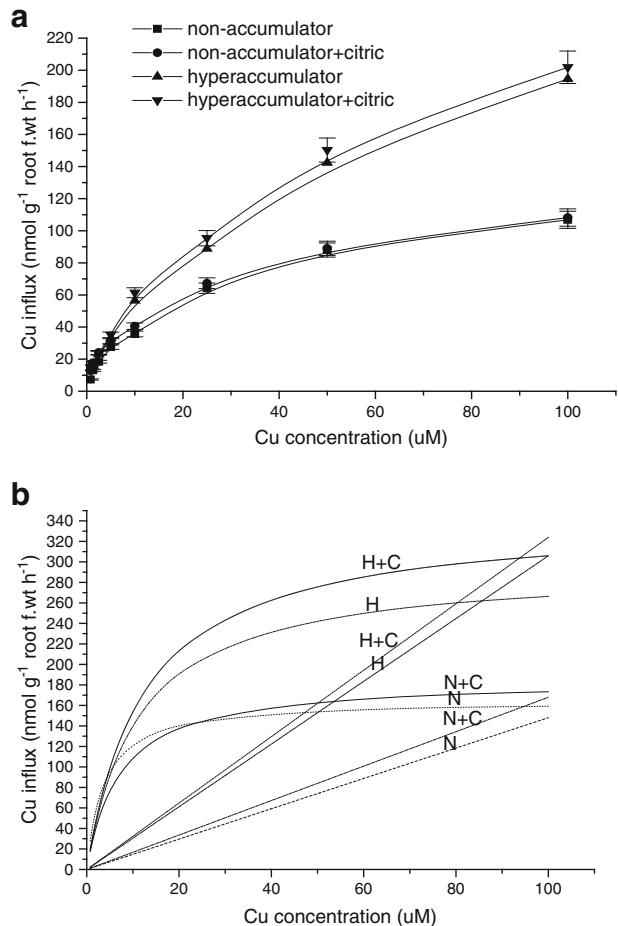 a
non-accumulator
non-accumulator+citric
hyperaccumulator
hyperaccumulator+citric
Cu influx (nmol g⁻¹ root f.wt h⁻¹)
220
200
180
160
140
120
100
80
60
40
20
0
0 20 40 60 80 100
Cu concentration (uM)
b
Cu influx (nmol g⁻¹ root f.wt h⁻¹)
340
320
300
280
260
240
220
200
180
160
140
120
100
80
60
40
20
0
H+C
H
H+C
H
N+C
N
N+C
N
0 20 40 60 80 100
Cu concentration (uM)